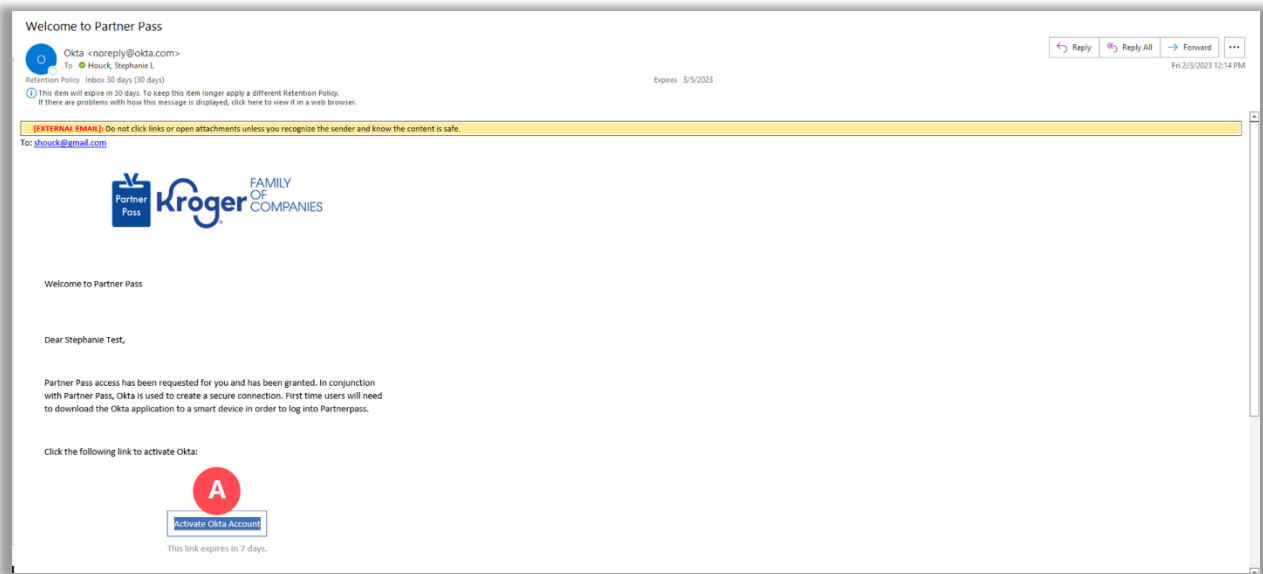 Welcome to Partner Pass
Reply
Reply All
Forward
O
Okta <noreply@okta.com>
To Houck, Stephanie L
Fri 2/3/2023 12:14 PM
Retention Policy Inbox 30 days (30 days)
Expires 3/5/2023
This item will expire in 30 days. To keep this item longer apply a different Retention Policy.
If there are problems with how this message is displayed, click here to view it in a web browser.
[EXTERNAL EMAIL]: Do not click links or open attachments unless you recognize the sender and know the content is safe.
To: shouck@gmail.com
Partner
Pass
Kroger
FAMILY
OF
COMPANIES
Welcome to Partner Pass
Dear Stephanie Test,
Partner Pass access has been requested for you and has been granted. In conjunction
with Partner Pass, Okta is used to create a secure connection. First time users will need
to download the Okta application to a smart device in order to log into Partnerpass.
Click the following link to activate Okta:
A
Activate Okta Account
This link expires in 7 days.